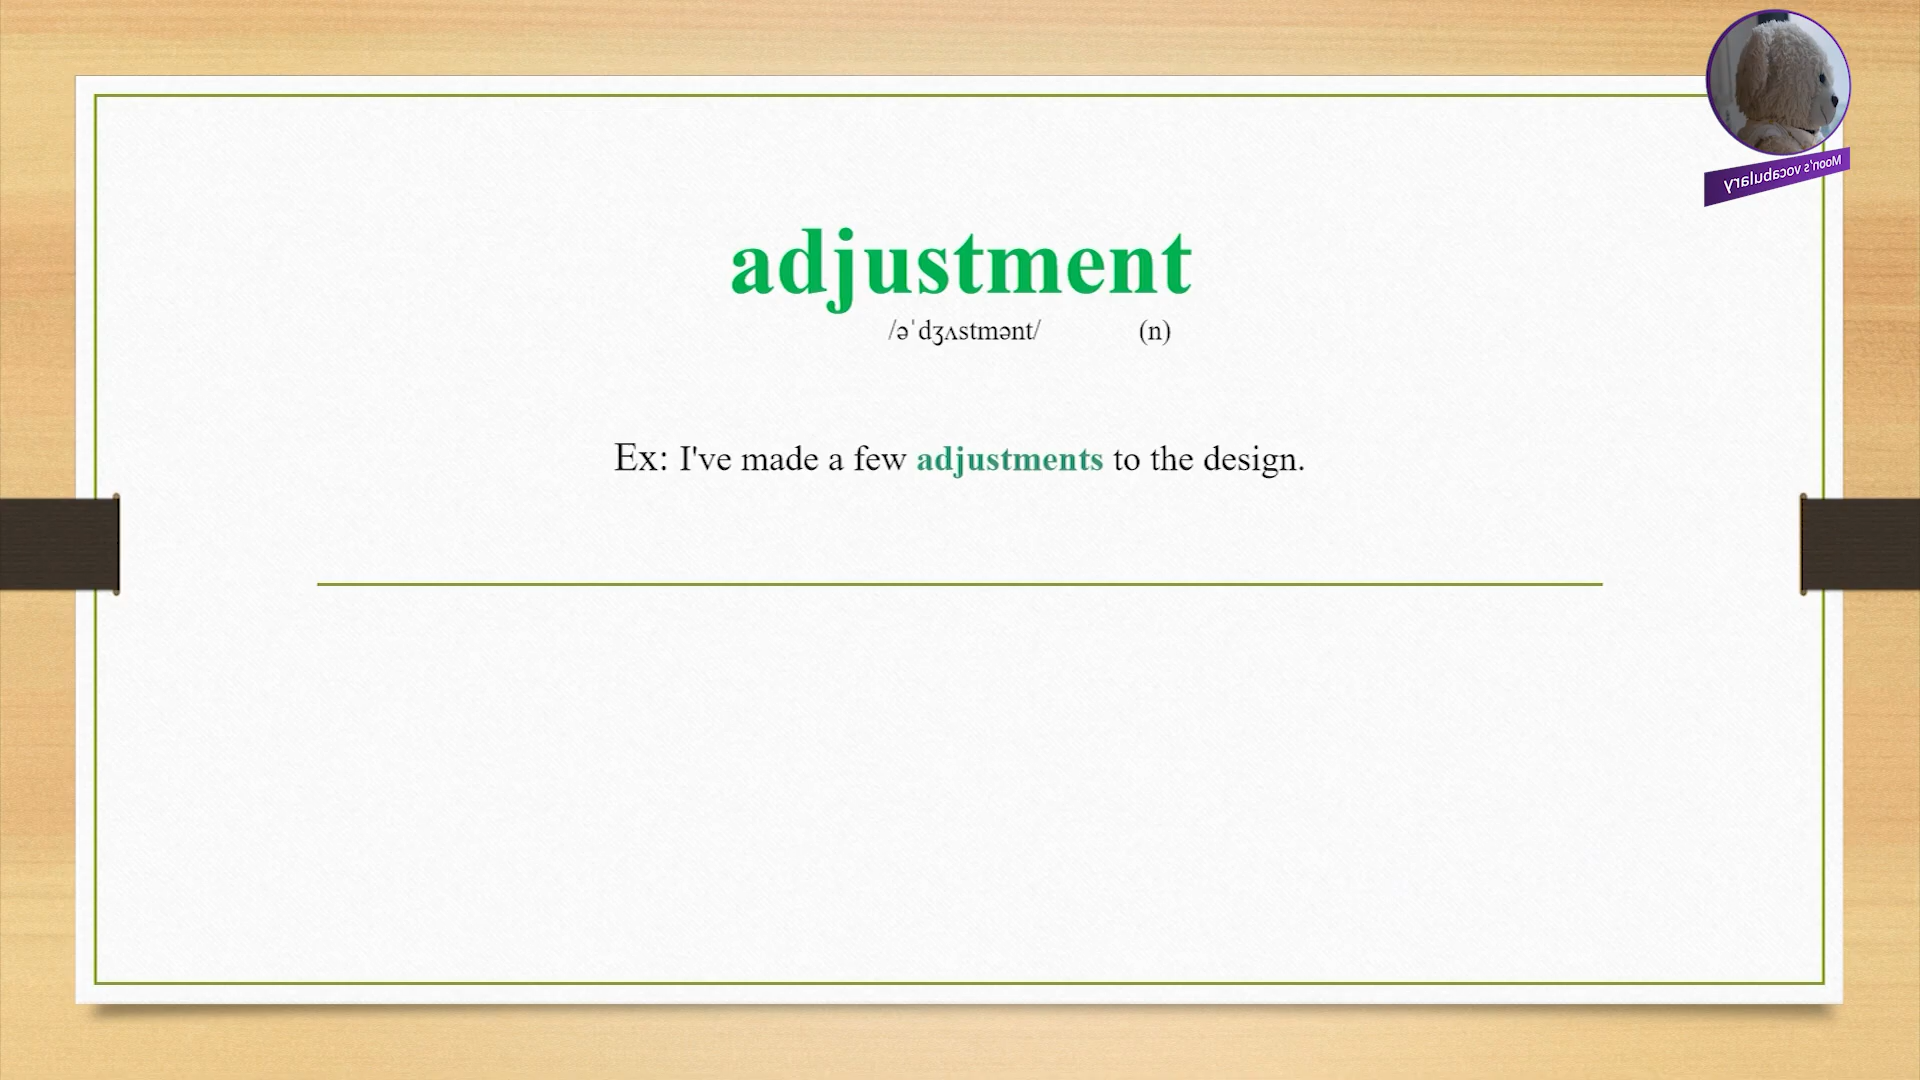 Moon's vocabulary
adjustment
/əˈdʒʌstmənt/ (n)
Ex: I've made a few adjustments to the design.